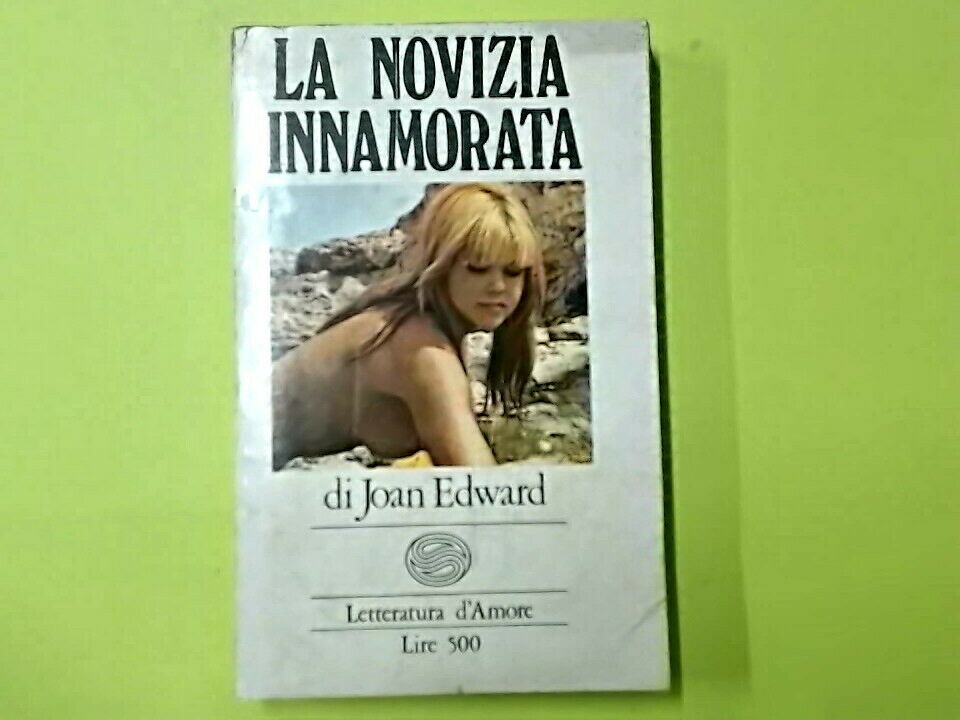 LA NOVIZIA
INNAMORATA
di Joan Edward
Letteratura d'Amore
Lire 500